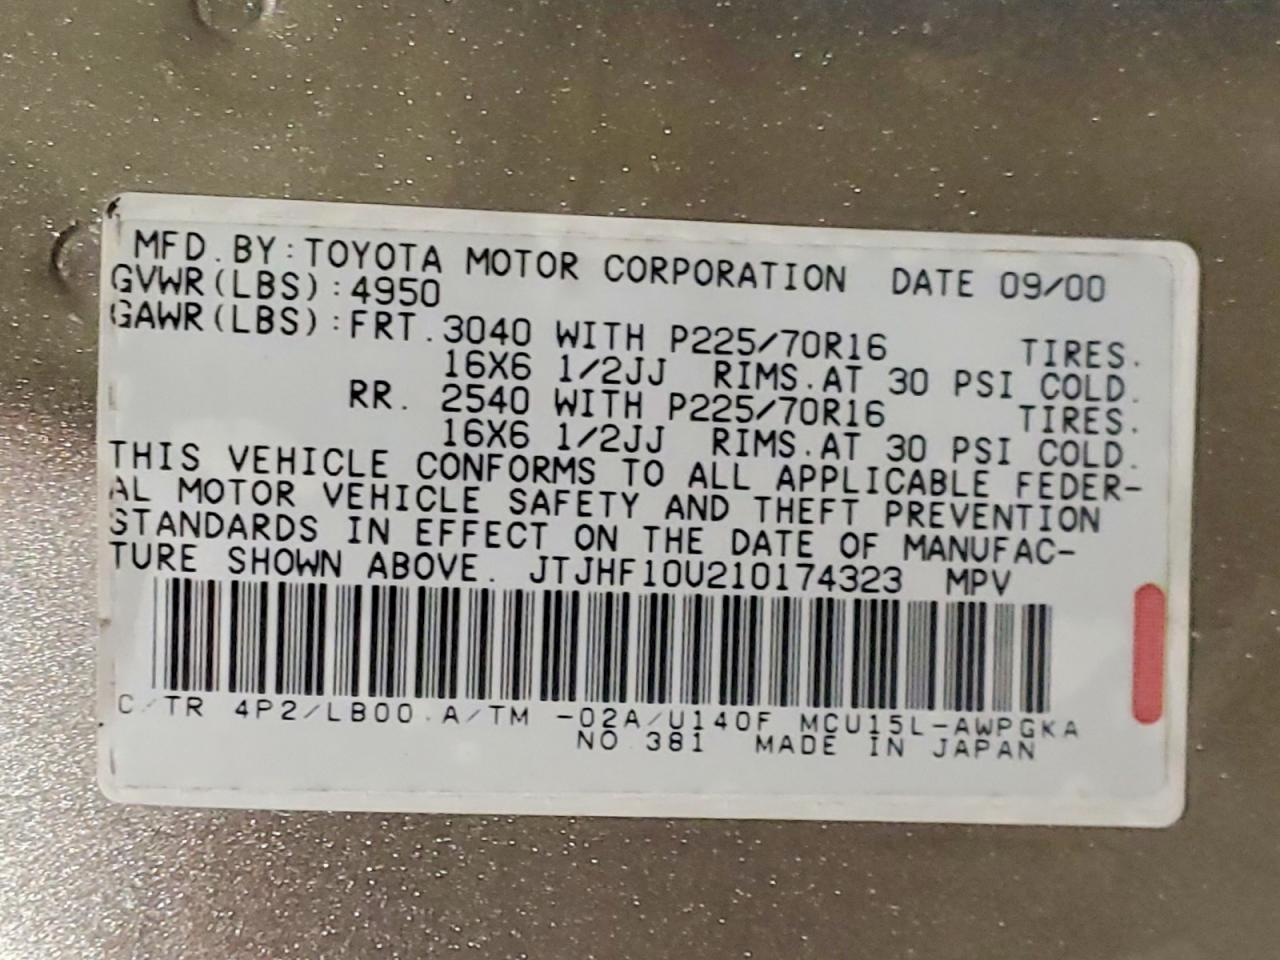 MFD.BY:TOYOTA MOTOR CORPORATION DATE 09/00
GVWR(LBS):4950
GAWR(LBS):FRT.3040 WITH P225/70R16 TIRES.
16X6 1/2JJ RIMS.AT 30 PSI COLD.
RR. 2540 WITH P225/70R16 TIRES.
16X6 1/2JJ RIMS.AT 30 PSI COLD.
THIS VEHICLE CONFORMS TO ALL APPLICABLE FEDER-
AL MOTOR VEHICLE SAFETY AND THEFT PREVENTION
STANDARDS IN EFFECT ON THE DATE OF MANUFAC-
TURE SHOWN ABOVE. JTJHF10U210174323 MPV
C/TR 4P2/LB00.A/TM -02A/U140F MCU15L-AWPGKA
NO.381 MADE IN JAPAN